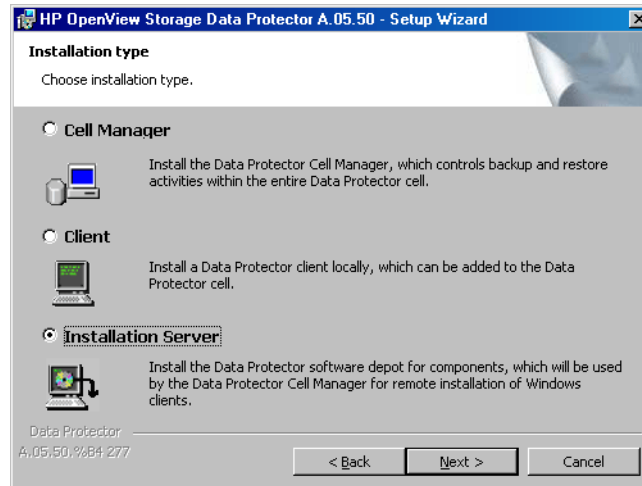 HP OpenView Storage Data Protector A.05.50 - Setup Wizard
Installation type
Choose installation type.
Cell Manager
Install the Data Protector Cell Manager, which controls backup and restore
activities within the entire Data Protector cell.
Client
Install a Data Protector client locally, which can be added to the Data
Protector cell.
Installation Server
Install the Data Protector software depot for components, which will be used
by the Data Protector Cell Manager for remote installation of Windows
clients.
Data Protector
A.05.50.%B4 277
< Back
Next >
Cancel